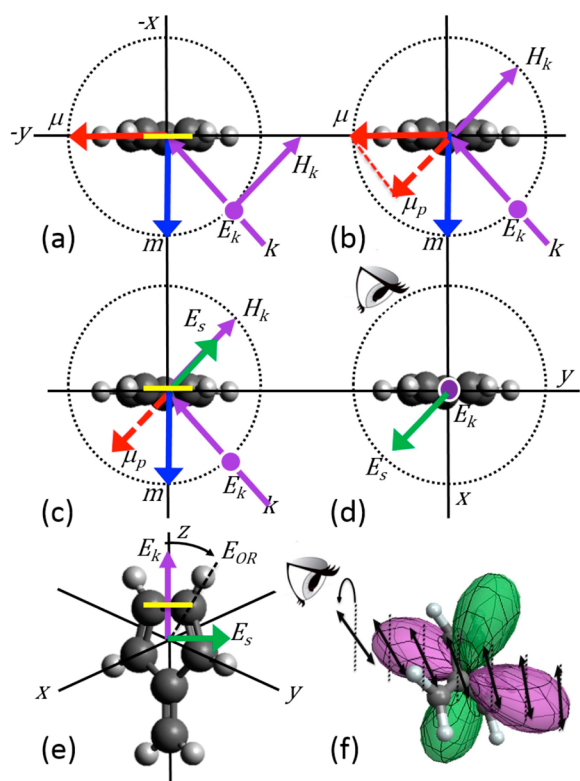 -x
μ
-y
H_k
E_k
m
k
(a)
H_k
μ_p
E_k
m
k
(b)
E_s
H_k
μ_p
E_k
m
k
(c)
y
E_k
E_s
x
(d)
E_k
z
E_OR
E_s
x
y
(e)
(f)